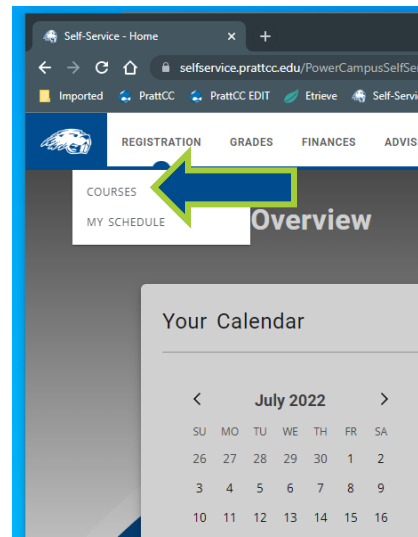 Self-Service - Home
selfservice.prattcc.edu/PowerCampusSelfSer
Imported PrattCC PrattCC EDIT Etrieve Self-Servi
REGISTRATION GRADES FINANCES ADVIS
COURSES
MY SCHEDULE
Overview
Your Calendar
July 2022
SU MO TU WE TH FR SA
26 27 28 29 30 1 2
3 4 5 6 7 8 9
10 11 12 13 14 15 16